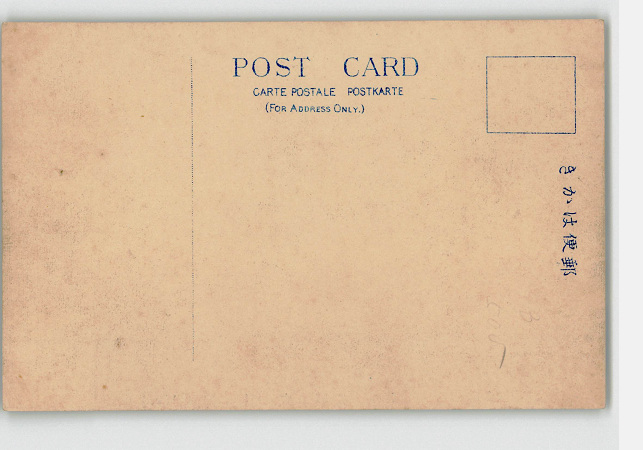 POST CARD
CARTE POSTALE POSTKARTE
(FOR ADDRESS ONLY.)
郵便はかき